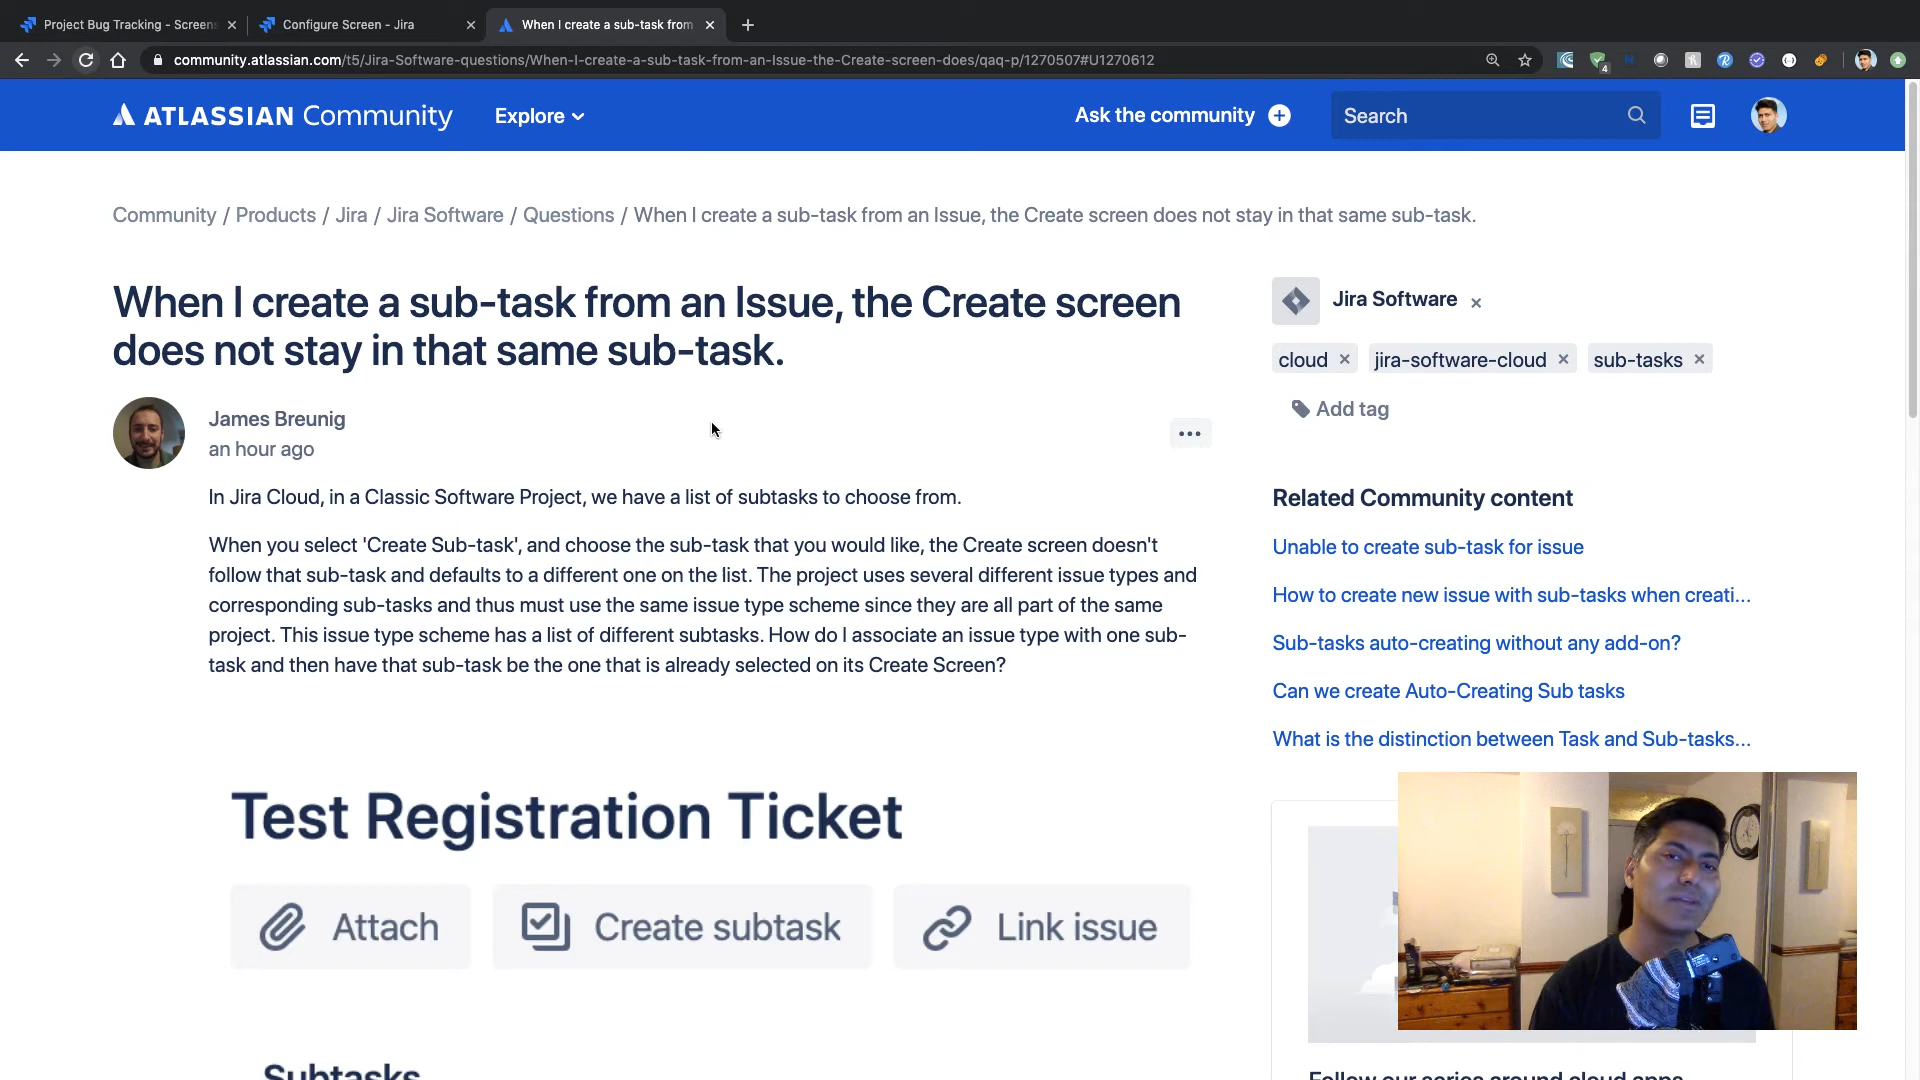 Project Bug Tracking - Screens
Configure Screen - Jira
When I create a sub-task from
community.atlassian.com/t5/Jira-Software-questions/When-I-create-a-sub-task-from-an-Issue-the-Create-screen-does/qaq-p/1270507#U1270612
4
ATLASSIAN Community
Explore
Ask the community
Search
Community / Products / Jira / Jira Software / Questions / When I create a sub-task from an Issue, the Create screen does not stay in that same sub-task.
When I create a sub-task from an Issue, the Create screen
does not stay in that same sub-task.
James Breunig
an hour ago
In Jira Cloud, in a Classic Software Project, we have a list of subtasks to choose from.
When you select 'Create Sub-task', and choose the sub-task that you would like, the Create screen doesn't
follow that sub-task and defaults to a different one on the list. The project uses several different issue types and
corresponding sub-tasks and thus must use the same issue type scheme since they are all part of the same
project. This issue type scheme has a list of different subtasks. How do I associate an issue type with one sub-
task and then have that sub-task be the one that is already selected on its Create Screen?
Test Registration Ticket
Attach
Create subtask
Link issue
Subtasks
Jira Software ×
cloud ×
jira-software-cloud ×
sub-tasks ×
Add tag
Related Community content
Unable to create sub-task for issue
How to create new issue with sub-tasks when creati...
Sub-tasks auto-creating without any add-on?
Can we create Auto-Creating Sub tasks
What is the distinction between Task and Sub-tasks...
Follow our series around cloud apps